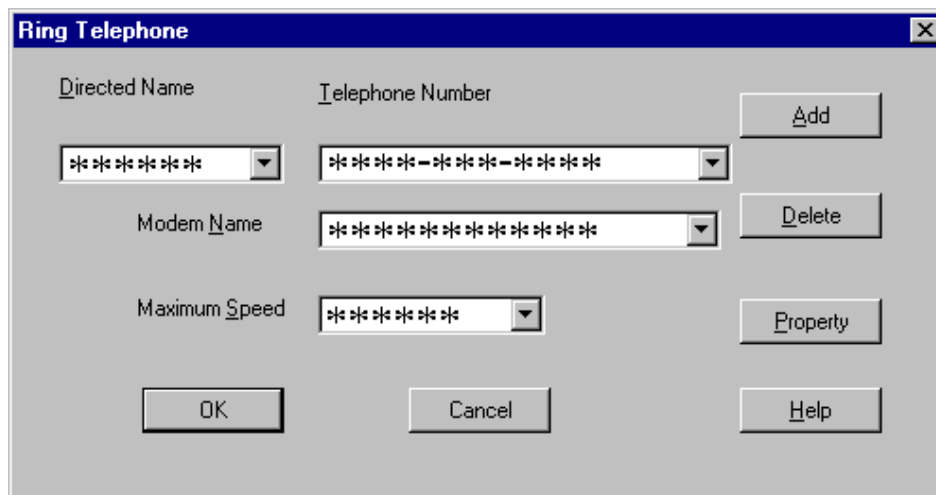 Ring Telephone
Directed Name
Telephone Number
Add
******
****-***-****
Modem Name
************
Delete
Maximum Speed
******
Property
OK
Cancel
Help